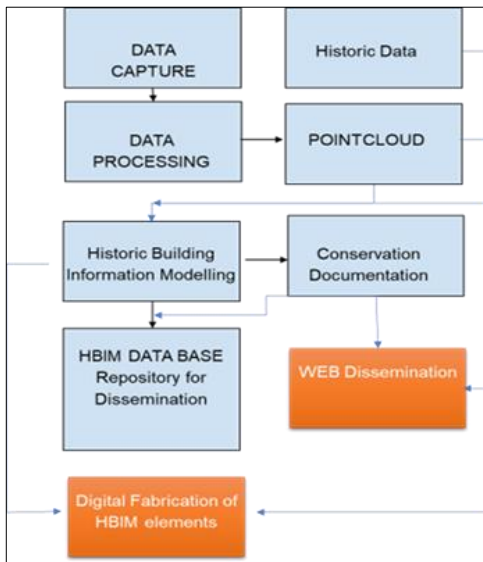 DATA
CAPTURE
Historic Data
DATA
PROCESSING
POINTCLOUD
Historic Building
Information Modelling
Conservation
Documentation
HBIM DATA BASE
Repository for
Dissemination
WEB Dissemination
Digital Fabrication of
HBIM elements